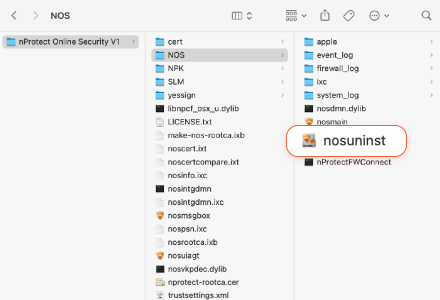 NOS
nProtect Online Security V1
cert
NOS
NPK
SLM
yessign
libnpcf_osx_u.dylib
LICENSE.txt
make-nos-rootca.ixb
noscert.ixt
noscertcompare.ixt
nosinfo.ixc
nosintgdmn
nosintgdmn.ixc
nosmsgbox
nospsn.ixc
nosrootca.ixb
nosuiagt
nosvkpdec.dylib
nprotect-rootca.cer
trustsettings.xml
apple
event_log
firewall_log
ixc
system_log
nosdmn.dylib
nosmain
nosuninst
nProtectFWConnect